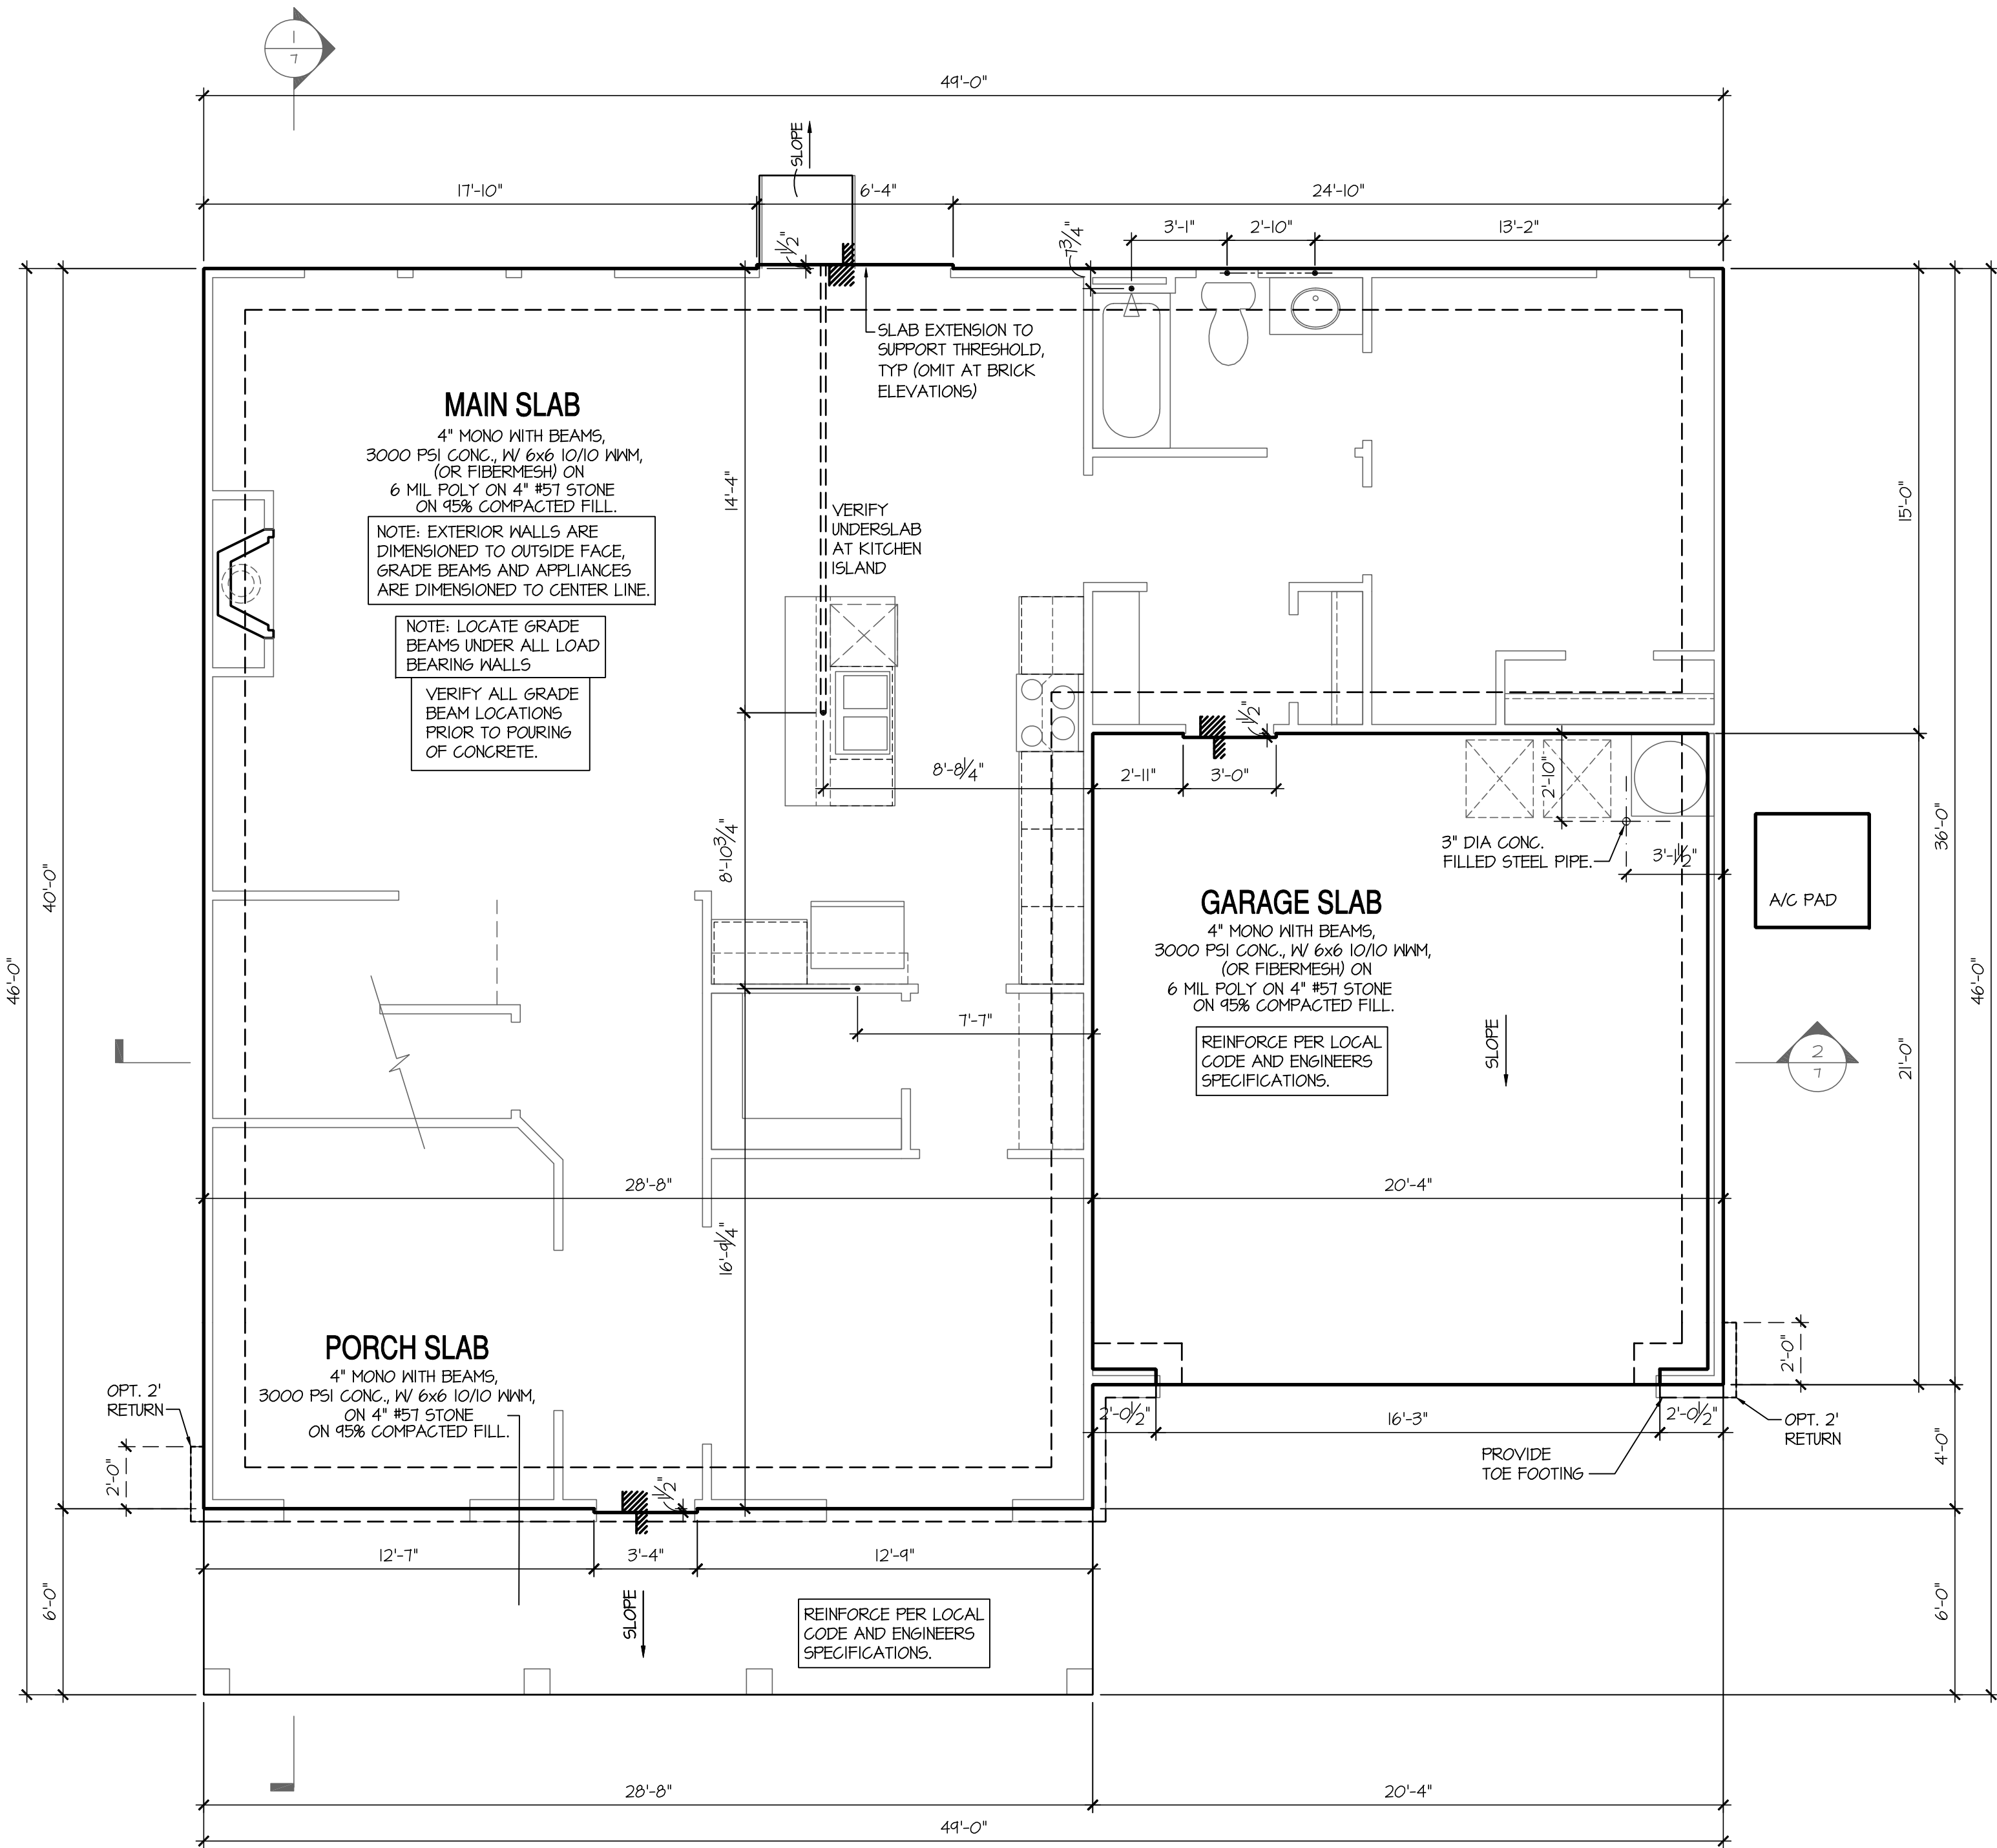 1
7
49'-0"
SLOPE
17'-10"
6'-4"
24'-10"
3'-1"
2'-10"
13'-2"
1/2"
7 3/4"
SLAB EXTENSION TO
SUPPORT THRESHOLD,
TYP (OMIT AT BRICK
ELEVATIONS)
MAIN SLAB
4" MONO WITH BEAMS,
3000 PSI CONC., W/ 6x6 10/10 WWM,
(OR FIBERMESH) ON
6 MIL POLY ON 4" #57 STONE
ON 95% COMPACTED FILL.
NOTE: EXTERIOR WALLS ARE
DIMENSIONED TO OUTSIDE FACE,
GRADE BEAMS AND APPLIANCES
ARE DIMENSIONED TO CENTER LINE.
NOTE: LOCATE GRADE
BEAMS UNDER ALL LOAD
BEARING WALLS
VERIFY ALL GRADE
BEAM LOCATIONS
PRIOR TO POURING
OF CONCRETE.
14'-4"
VERIFY
UNDERSLAB
AT KITCHEN
ISLAND
15'-0"
1/2"
8'-8 1/4"
2'-11"
3'-0"
2'-10"
3" DIA CONC.
FILLED STEEL PIPE.
3'-1 1/2"
8'-10 3/4"
36'-0"
40'-0"
46'-0"
A/C PAD
GARAGE SLAB
4" MONO WITH BEAMS,
3000 PSI CONC., W/ 6x6 10/10 WWM,
(OR FIBERMESH) ON
6 MIL POLY ON 4" #57 STONE
ON 95% COMPACTED FILL.
46'-0"
7'-7"
REINFORCE PER LOCAL
CODE AND ENGINEERS
SPECIFICATIONS.
SLOPE
21'-0"
2
7
28'-8"
20'-4"
16'-9 1/4"
PORCH SLAB
4" MONO WITH BEAMS,
3000 PSI CONC., W/ 6x6 10/10 WWM,
ON 4" #57 STONE
ON 95% COMPACTED FILL.
OPT. 2'
RETURN
2'-0"
2'-0"
2'-0 1/2"
16'-3"
2'-0 1/2"
OPT. 2'
RETURN
PROVIDE
TOE FOOTING
4'-0"
1/2"
12'-7"
3'-4"
12'-9"
6'-0"
SLOPE
REINFORCE PER LOCAL
CODE AND ENGINEERS
SPECIFICATIONS.
6'-0"
28'-8"
20'-4"
49'-0"